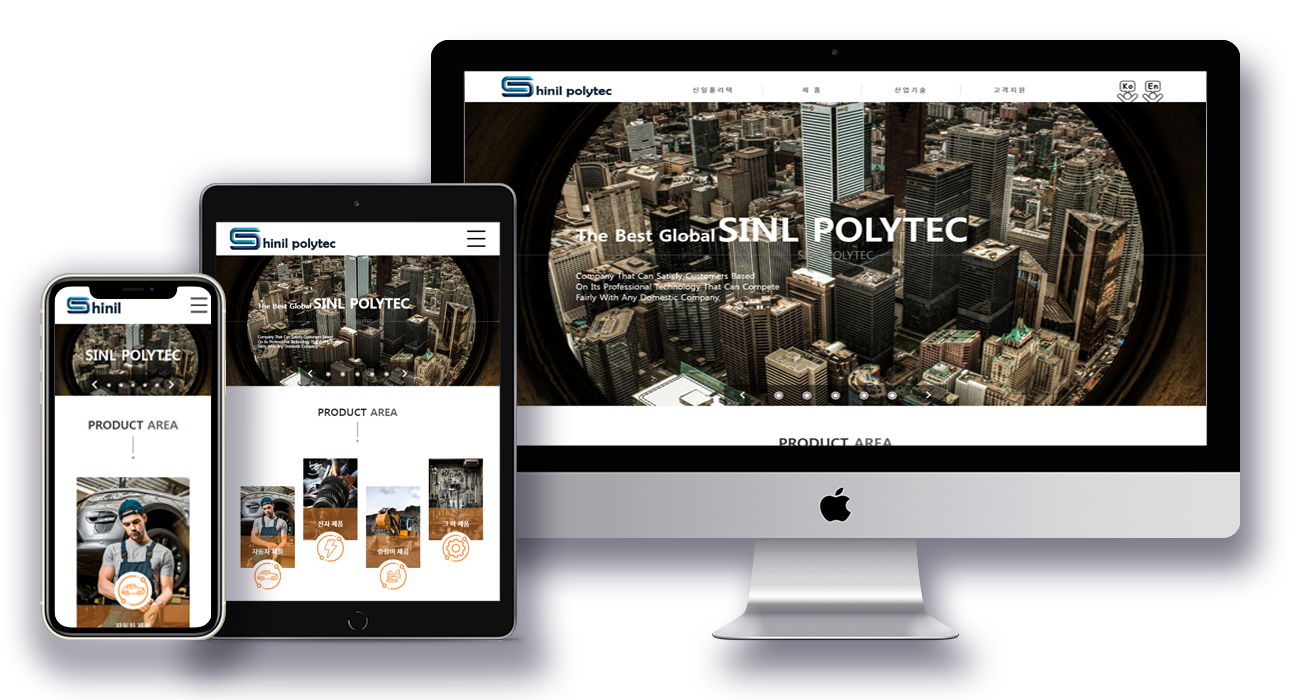 Shinil polytec
신일폴리텍
제 품
산업기술
고객지원
Ko
En
The Best Global SINL POLYTEC
SINL POLYTEC
Company That Can Satisfy Customers Based
On Its Professional Technology That Can Compete
Fairly With Any Domestic Company.
PRODUCT AREA
Shinil polytec
The Best Global SINL POLYTEC
Company That Can Satisfy Customers Based
On Its Professional Technology That Can Compete
Fairly With Any Domestic Company.
PRODUCT AREA
자동차 제품
전자 제품
중장비 제품
그 외 제품
Shinil
SINL POLYTEC
PRODUCT AREA
자동차 제품